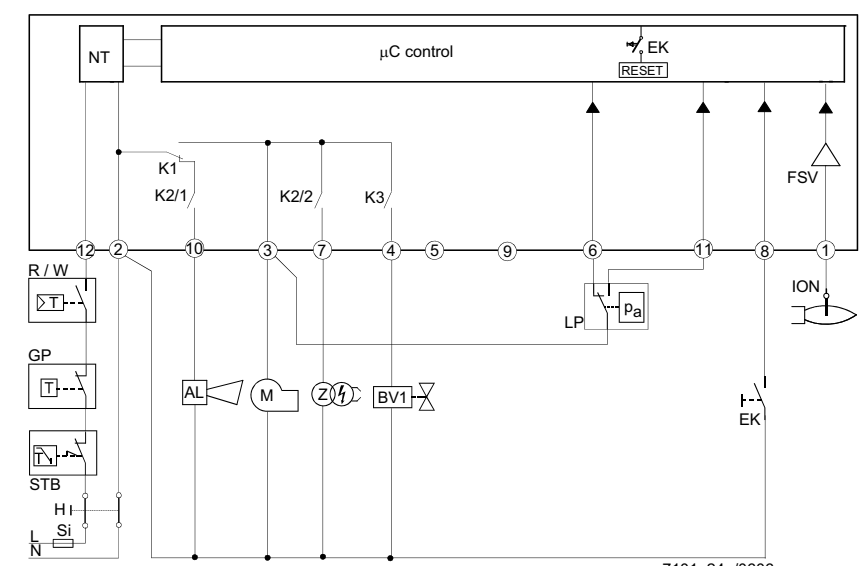 NT
μC control
EK
RESET
FSV
K1
K2/1
K2/2
K3
12
2
10
3
7
4
5
9
6
11
8
1
R / W
T
GP
T
STB
H
L
Si
N
AL
M
Z
BV1
LP
pa
ION
EK